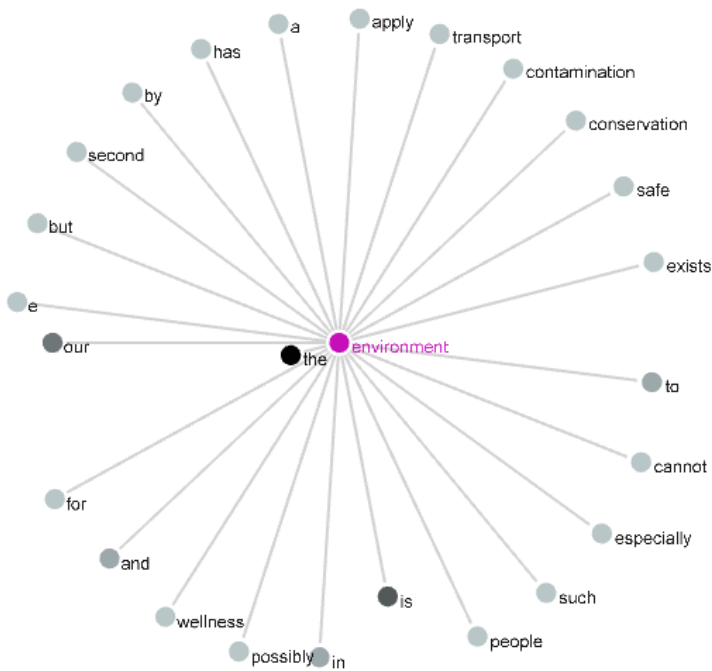 a
apply
transport
has
contamination
by
conservation
second
safe
but
exists
e
our
environment
the
to
cannot
for
especially
and
such
is
wellness
people
possibly
in